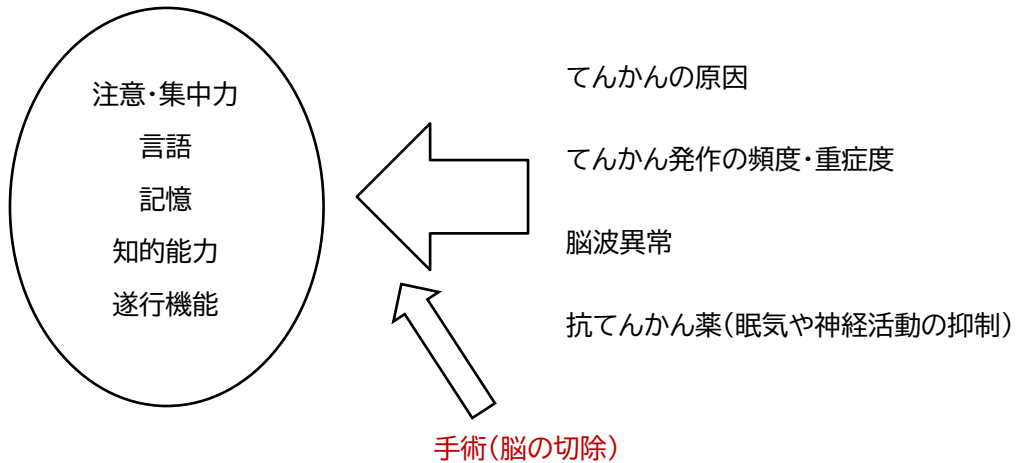 注意・集中力
言語
記憶
知的能力
遂行機能
てんかんの原因
てんかん発作の頻度・重症度
脳波異常
抗てんかん薬(眠気や神経活動の抑制)
手術(脳の切除)